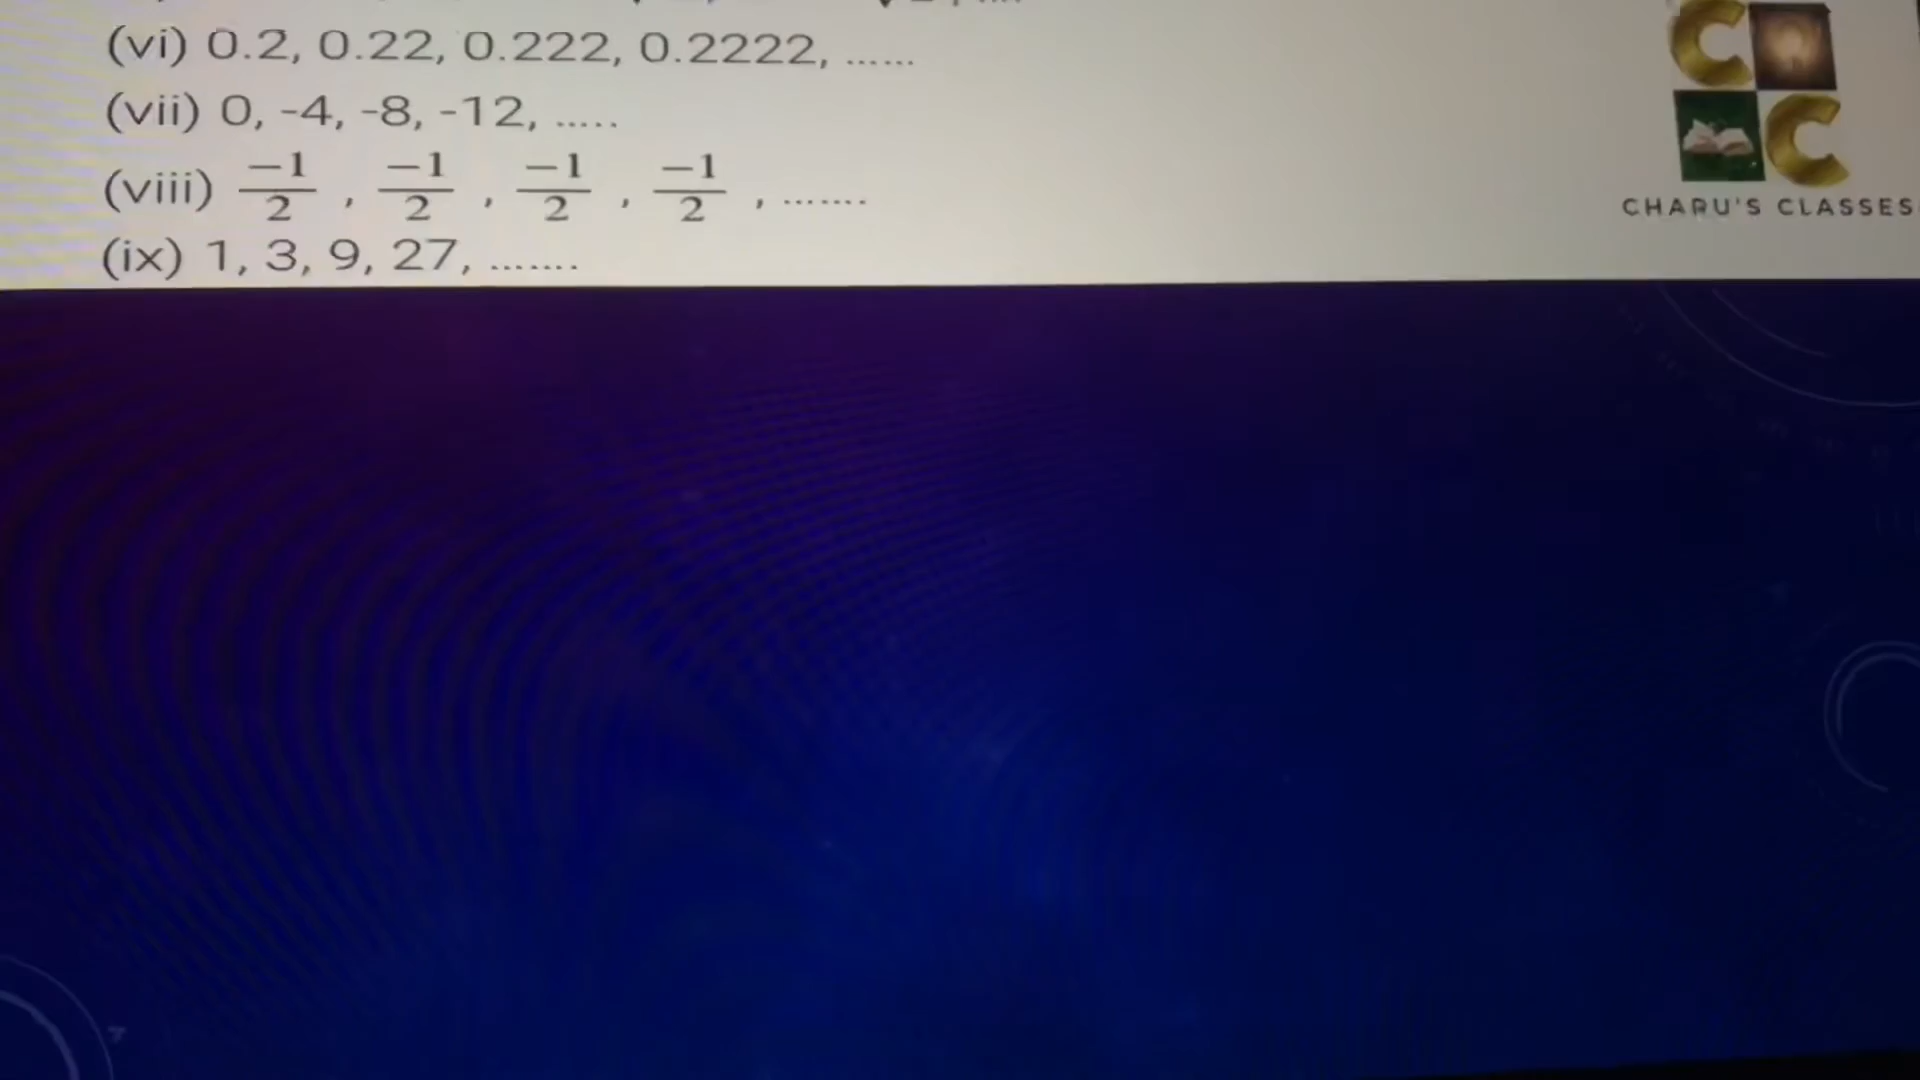 (vi) 0.2, 0.22, 0.222, 0.2222, ......
(vii) 0, -4, -8, -12, .....
(viii) −1/2 , −1/2 , −1/2 , −1/2 , .......
(ix) 1, 3, 9, 27, .......
CHARU'S CLASSES